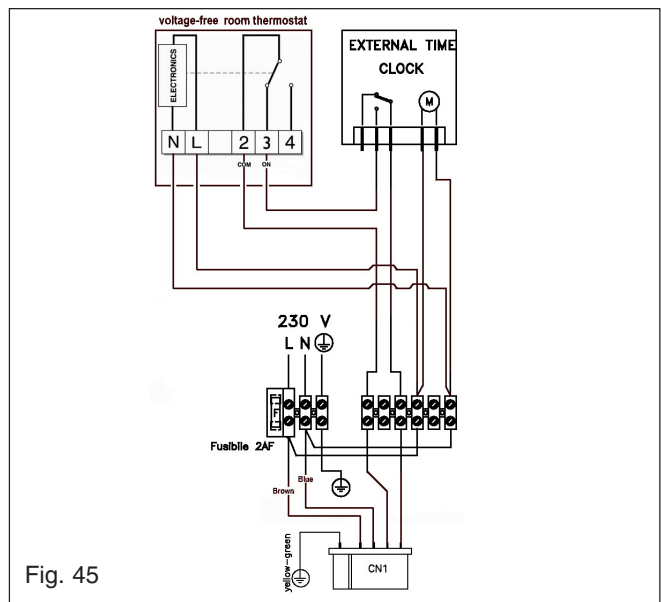 voltage-free room thermostat
ELECTRONICS
N L 2 3 4
COM ON
EXTERNAL TIME
CLOCK
M
230 V
L N
F
Fusibile 2AF
Blue
Brown
yellow-green
CN1
Fig. 45